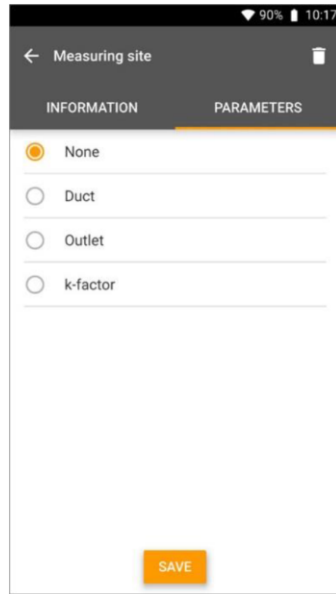 90% 10:17
Measuring site
INFORMATION PARAMETERS
None
Duct
Outlet
k-factor
SAVE